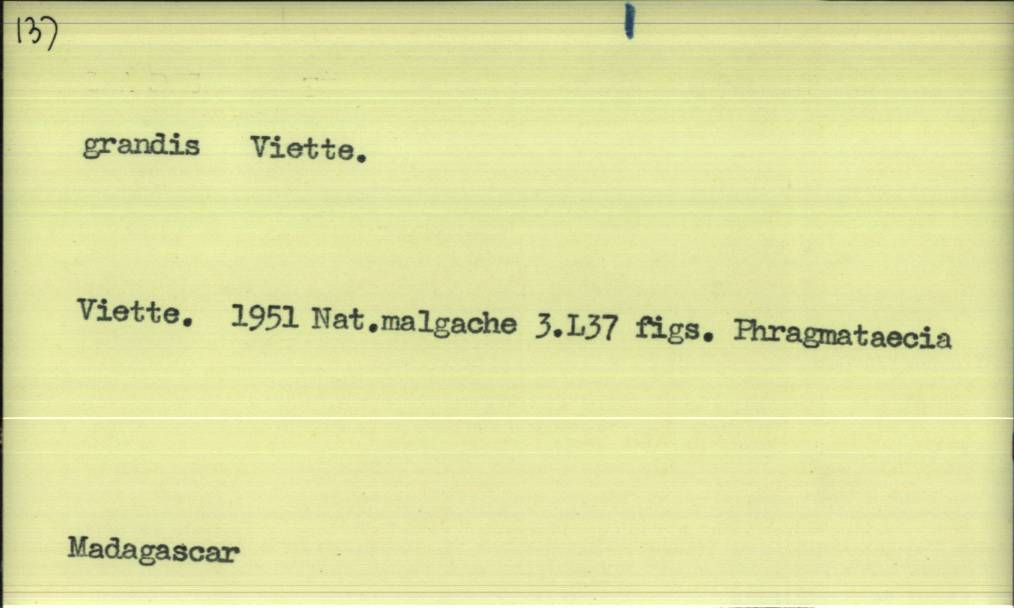 137
grandis Viette.
Viette. 1951 Nat.malgache 3.L37 figs. Phragmataecia
Madagascar